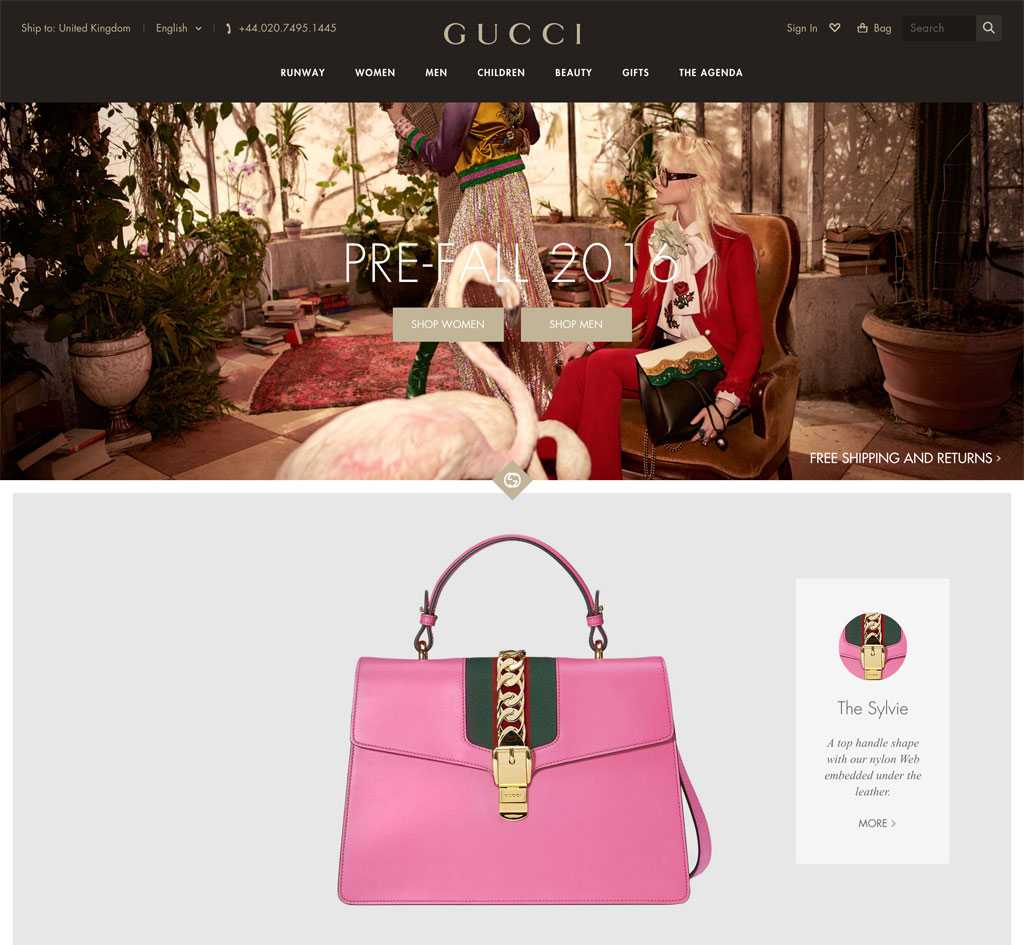 Ship to: United Kingdom
English
+44.020.7495.1445
GUCCI
Sign In
Bag
Search
RUNWAY
WOMEN
MEN
CHILDREN
BEAUTY
GIFTS
THE AGENDA
PRE-FALL 2016
SHOP WOMEN
SHOP MEN
FREE SHIPPING AND RETURNS >
GUCCI
The Sylvie
A top handle shape
with our nylon Web
embedded under the
leather.
MORE >